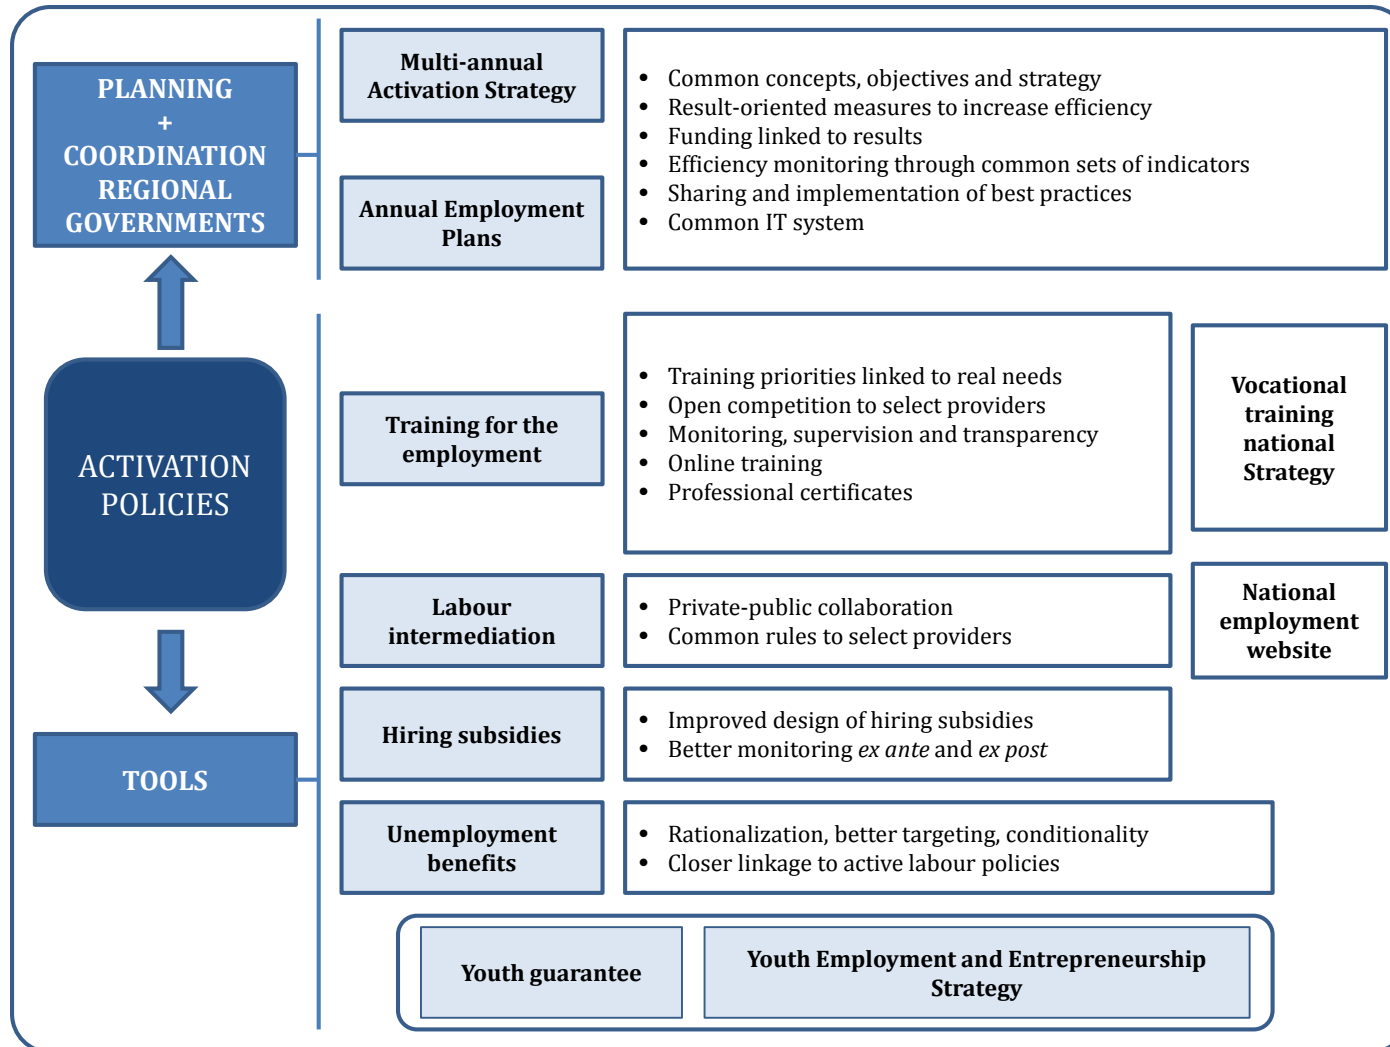 PLANNING
+
COORDINATION
REGIONAL
GOVERNMENTS
Multi-annual
Activation Strategy
Annual Employment
Plans
• Common concepts, objectives and strategy
• Result-oriented measures to increase efficiency
• Funding linked to results
• Efficiency monitoring through common sets of indicators
• Sharing and implementation of best practices
• Common IT system
ACTIVATION
POLICIES
TOOLS
Training for the
employment
• Training priorities linked to real needs
• Open competition to select providers
• Monitoring, supervision and transparency
• Online training
• Professional certificates
Vocational
training
national
Strategy
Labour
intermediation
• Private-public collaboration
• Common rules to select providers
National
employment
website
Hiring subsidies
• Improved design of hiring subsidies
• Better monitoring ex ante and ex post
Unemployment
benefits
• Rationalization, better targeting, conditionality
• Closer linkage to active labour policies
Youth guarantee
Youth Employment and Entrepreneurship
Strategy